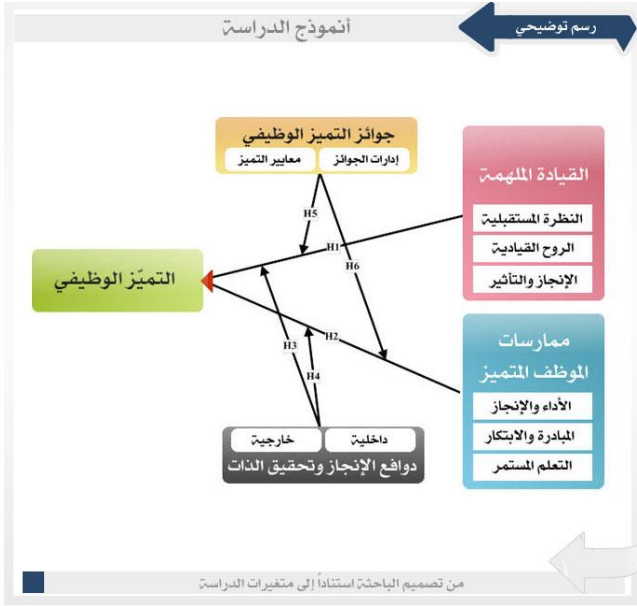 رسم توضيحي
أنموذج الدراسة
جوائز التميز الوظيفي
إدارات الجوائز
معايير التميز
القيادة الملهمة
النظرة المستقبلية
الروح القيادية
الإنجاز والتأثير
H5
H1
H6
التميّز الوظيفي
H2
H3
H4
ممارسات
الموظف المتميز
الأداء والإنجاز
المبادرة والابتكار
التعلم المستمر
داخلية
خارجية
دوافع الإنجاز وتحقيق الذات
من تصميم الباحثة استناداً إلى متغيرات الدراسة